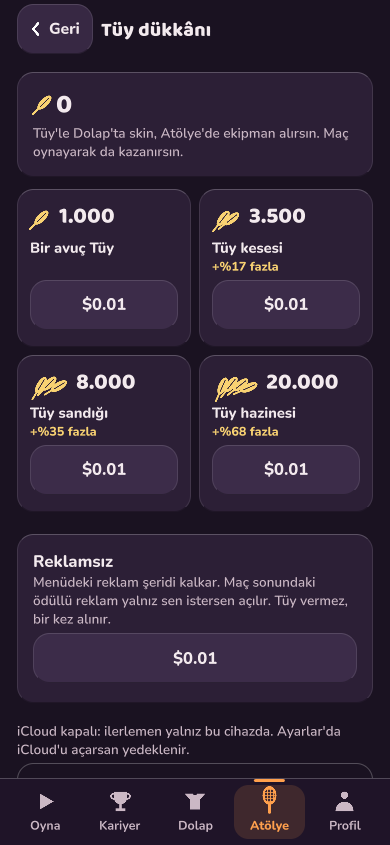 Geri
Tüy dükkânı
0
Tüy'le Dolap'ta skin, Atölye'de ekipman alırsın. Maç
oynayarak da kazanırsın.
1.000
Bir avuç Tüy
$0.01
3.500
Tüy kesesi
+%17 fazla
$0.01
8.000
Tüy sandığı
+%35 fazla
$0.01
20.000
Tüy hazinesi
+%68 fazla
$0.01
Reklamsız
Menüdeki reklam şeridi kalkar. Maç sonundaki
ödüllü reklam yalnız sen istersen açılır. Tüy vermez,
bir kez alınır.
$0.01
iCloud kapalı: ilerlemen yalnız bu cihazda. Ayarlar'da
iCloud'u açarsan yedeklenir.
Oyna
Kariyer
Dolap
Atölye
Profil